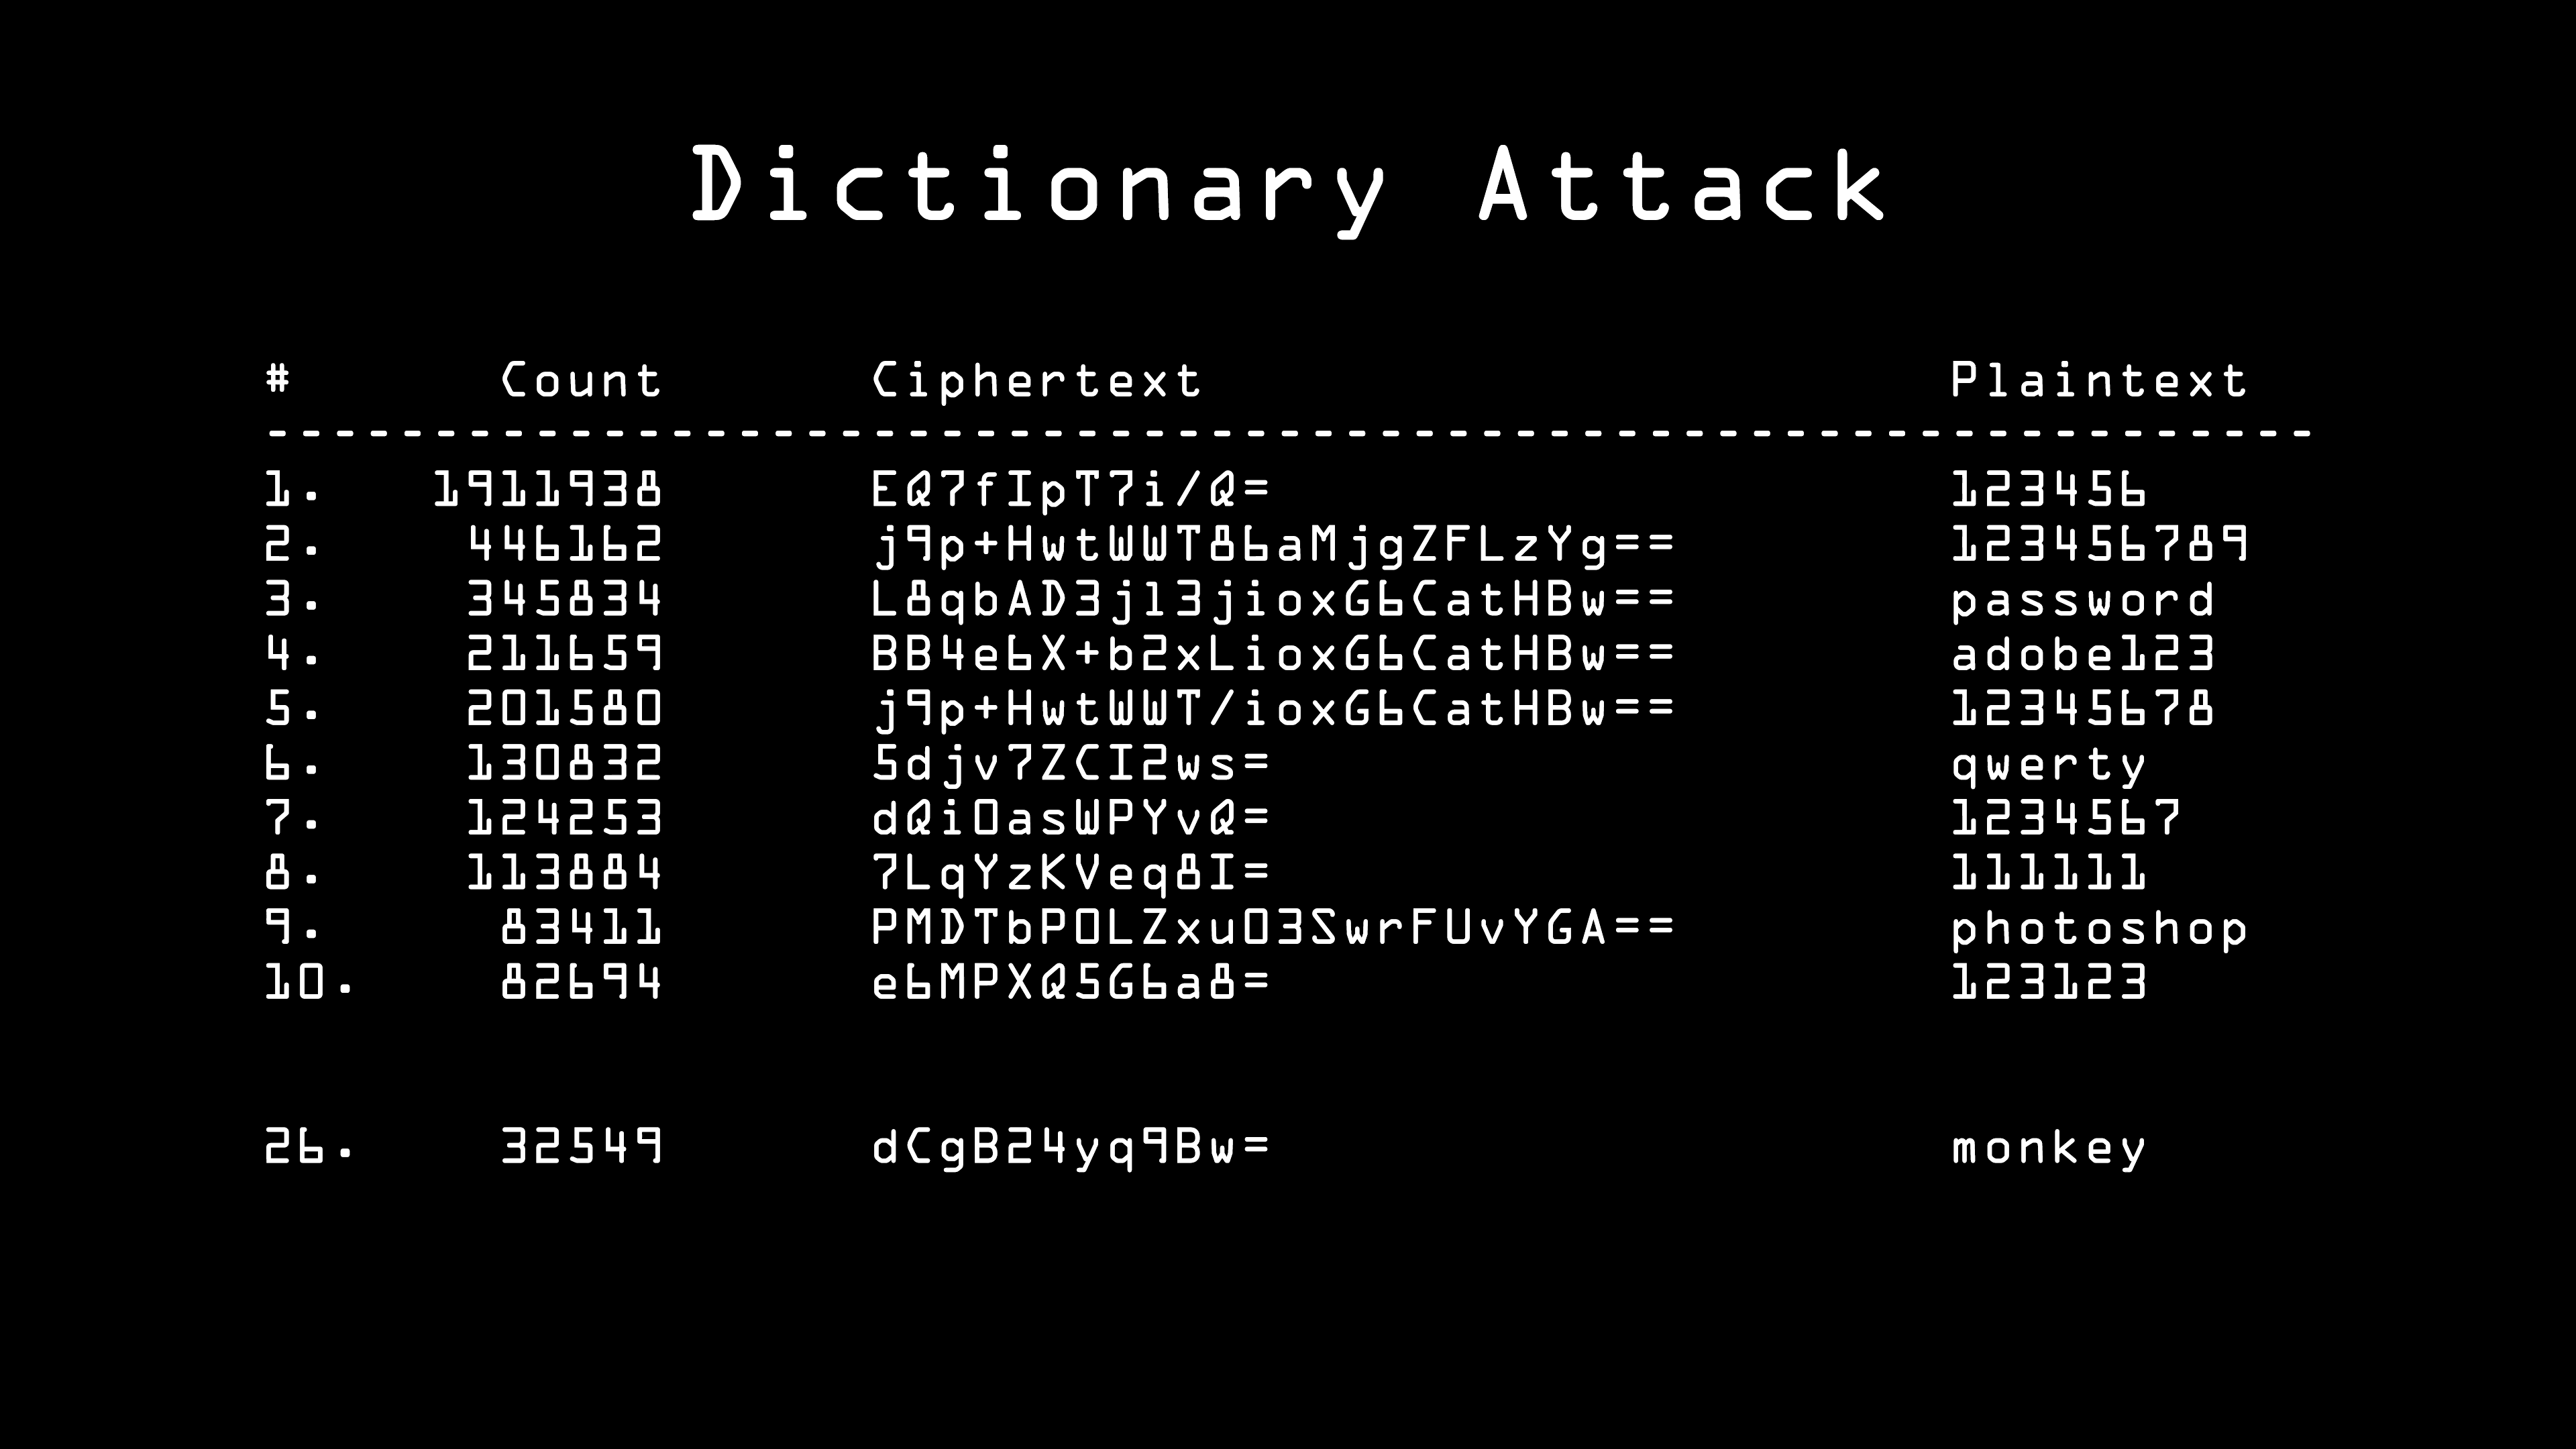 Dictionary Attack
# Count Ciphertext Plaintext
-------------------------------------------------------------
1. 1911938 EQ7fIpT7i/Q= 123456
2. 446162 j9p+HwtWWT86aMjgZFLzYg== 123456789
3. 345834 L8qbAD3jl3jioxG6CatHBw== password
4. 211659 BB4e6X+b2xLioxG6CatHBw== adobe123
5. 201580 j9p+HwtWWT/ioxG6CatHBw== 12345678
6. 130832 5djv7ZCI2ws= qwerty
7. 124253 dQi0asWPYvQ= 1234567
8. 113884 7LqYzKVeq8I= 111111
9. 83411 PMDTbP0LZxu03SwrFUvYGA== photoshop
10. 82694 e6MPXQ5G6a8= 123123
26. 32549 dCgB24yq9Bw= monkey